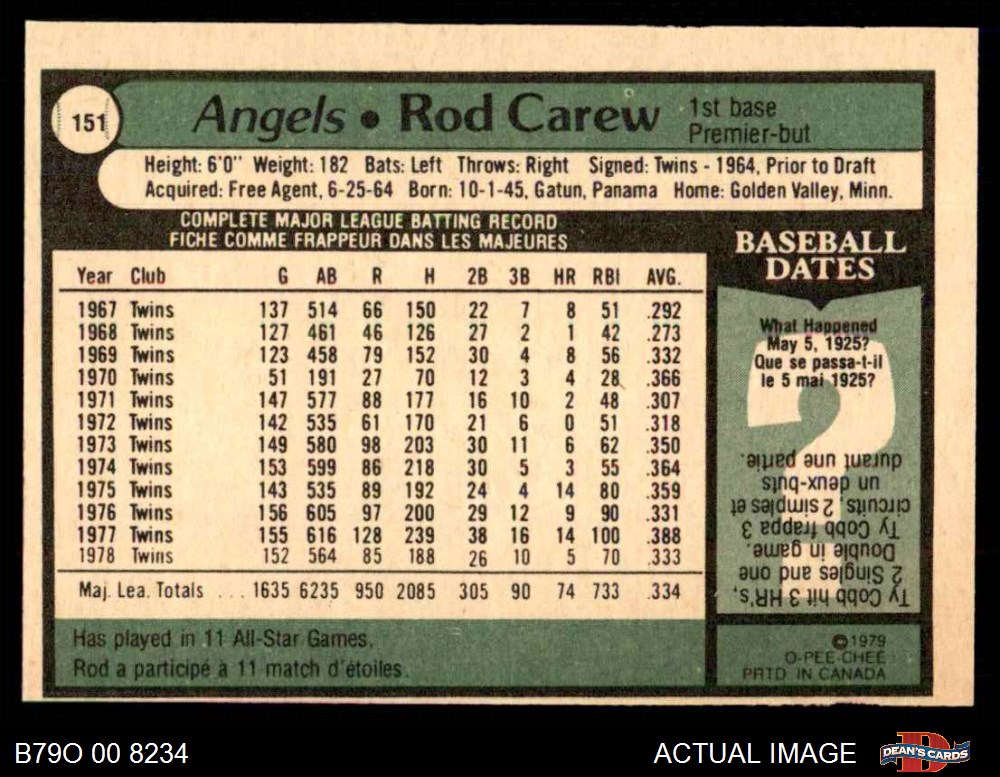 151
Angels • Rod Carew 1st base
Premier-but
Height: 6'0" Weight: 182 Bats: Left Throws: Right Signed: Twins - 1964, Prior to Draft
Acquired: Free Agent, 6-25-64 Born: 10-1-45, Gatun, Panama Home: Golden Valley, Minn.
COMPLETE MAJOR LEAGUE BATTING RECORD
FICHE COMME FRAPPEUR DANS LES MAJEURES
Year Club G AB R H 2B 3B HR RBI AVG.
1967 Twins 137 514 66 150 22 7 8 51 .292
1968 Twins 127 461 46 126 27 2 1 42 .273
1969 Twins 123 458 79 152 30 4 8 56 .332
1970 Twins 51 191 27 70 12 3 4 28 .366
1971 Twins 147 577 88 177 16 10 2 48 .307
1972 Twins 142 535 61 170 21 6 0 51 .318
1973 Twins 149 580 98 203 30 11 6 62 .350
1974 Twins 153 599 86 218 30 5 3 55 .364
1975 Twins 143 535 89 192 24 4 14 80 .359
1976 Twins 156 605 97 200 29 12 9 90 .331
1977 Twins 155 616 128 239 38 16 14 100 .388
1978 Twins 152 564 85 188 26 10 5 70 .333
Maj. Lea. Totals ... 1635 6235 950 2085 305 90 74 733 .334
Has played in 11 All-Star Games.
Rod a participé à 11 match d'étoiles.
BASEBALL
DATES
What Happened
May 5, 1925?
Que se passa-t-il
le 5 mai 1925?
Ty Cobb hit 3 HR's,
2 Singles and one
Double in game.
Ty Cobb frappa 3
circuits, 2 simples et
un deux-buts
durant une partie.
©1979
O-PEE-CHEE
PRTD IN CANADA
B79O 00 8234
ACTUAL IMAGE
DEAN'S CARDS